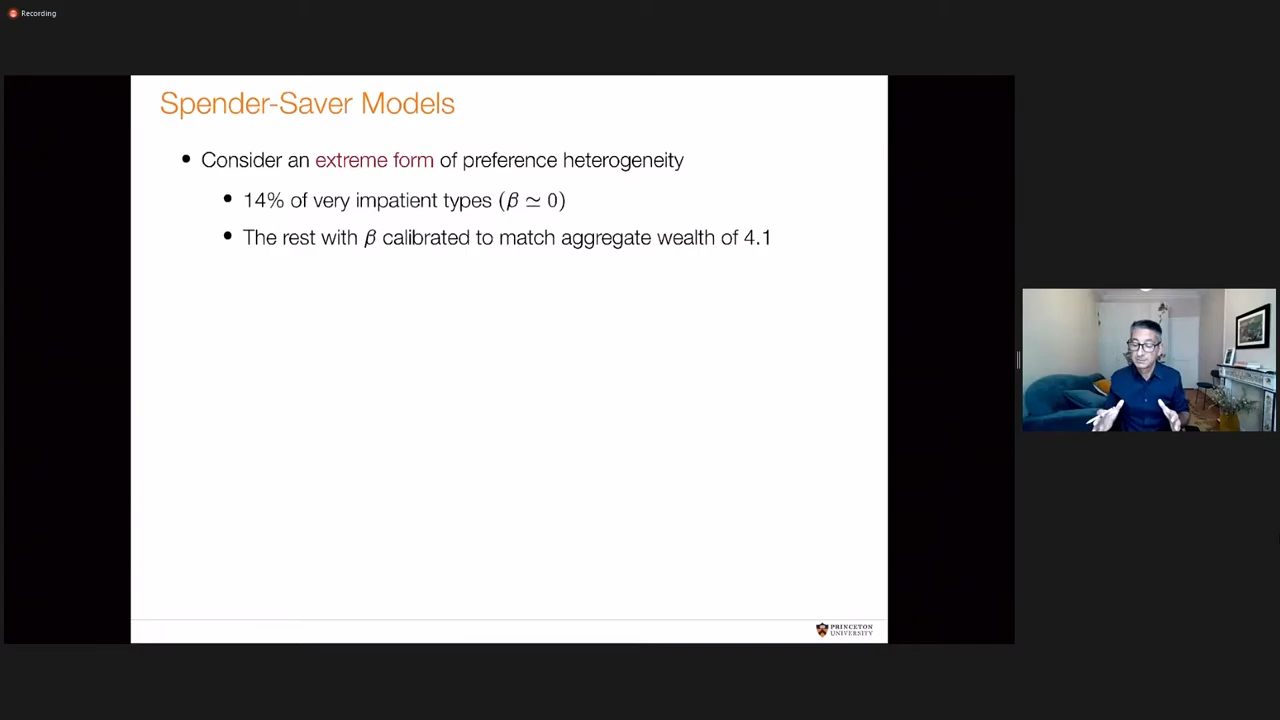 Recording
Spender-Saver Models
• Consider an extreme form of preference heterogeneity
• 14% of very impatient types (β ≃ 0)
• The rest with β calibrated to match aggregate wealth of 4.1
PRINCETON
UNIVERSITY